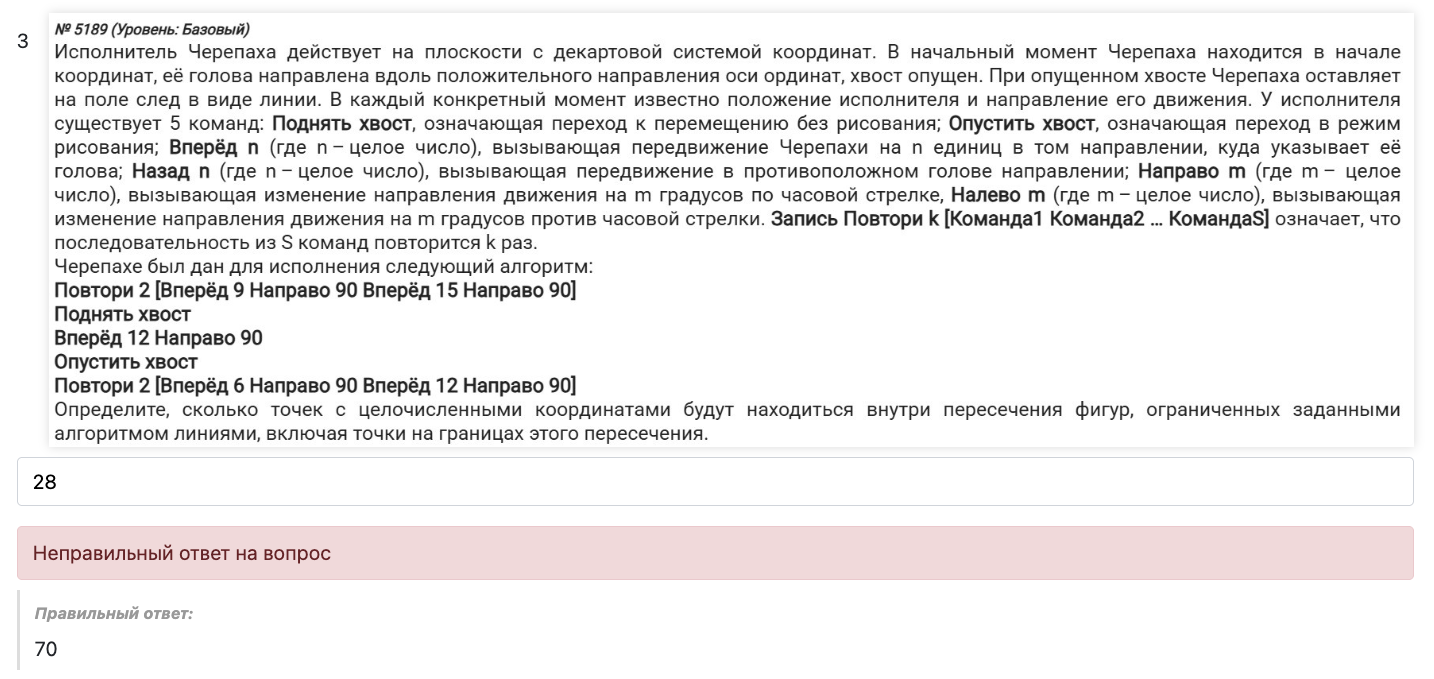 3
№ 5189 (Уровень: Базовый)
Исполнитель Черепаха действует на плоскости с декартовой системой координат. В начальный момент Черепаха находится в начале
координат, её голова направлена вдоль положительного направления оси ординат, хвост опущен. При опущенном хвосте Черепаха оставляет
на поле след в виде линии. В каждый конкретный момент известно положение исполнителя и направление его движения. У исполнителя
существует 5 команд: Поднять хвост, означающая переход к перемещению без рисования; Опустить хвост, означающая переход в режим
рисования; Вперёд n (где n – целое число), вызывающая передвижение Черепахи на n единиц в том направлении, куда указывает её
голова; Назад n (где n – целое число), вызывающая передвижение в противоположном голове направлении; Направо m (где m – целое
число), вызывающая изменение направления движения на m градусов по часовой стрелке, Налево m (где m – целое число), вызывающая
изменение направления движения на m градусов против часовой стрелки. Запись Повтори k [Команда1 Команда2 … КомандаS] означает, что
последовательность из S команд повторится k раз.
Черепахе был дан для исполнения следующий алгоритм:
Повтори 2 [Вперёд 9 Направо 90 Вперёд 15 Направо 90]
Поднять хвост
Вперёд 12 Направо 90
Опустить хвост
Повтори 2 [Вперёд 6 Направо 90 Вперёд 12 Направо 90]
Определите, сколько точек с целочисленными координатами будут находиться внутри пересечения фигур, ограниченных заданными
алгоритмом линиями, включая точки на границах этого пересечения.
28
Неправильный ответ на вопрос
Правильный ответ:
70